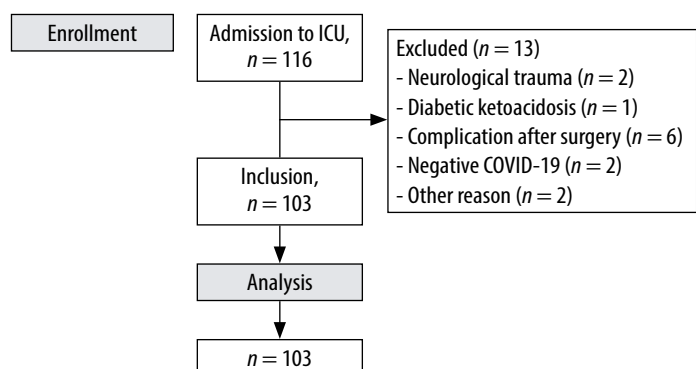 Enrollment
Admission to ICU,
n = 116
Excluded (n = 13)
- Neurological trauma (n = 2)
- Diabetic ketoacidosis (n = 1)
- Complication after surgery (n = 6)
- Negative COVID-19 (n = 2)
- Other reason (n = 2)
Inclusion,
n = 103
Analysis
n = 103